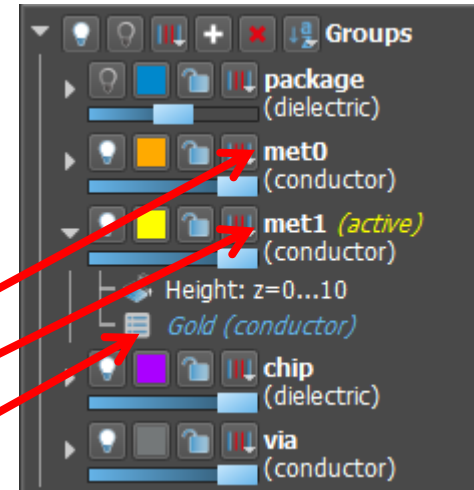 Groups
package
(dielectric)
met0
(conductor)
met1 (active)
(conductor)
Height: z=0...10
Gold (conductor)
chip
(dielectric)
via
(conductor)